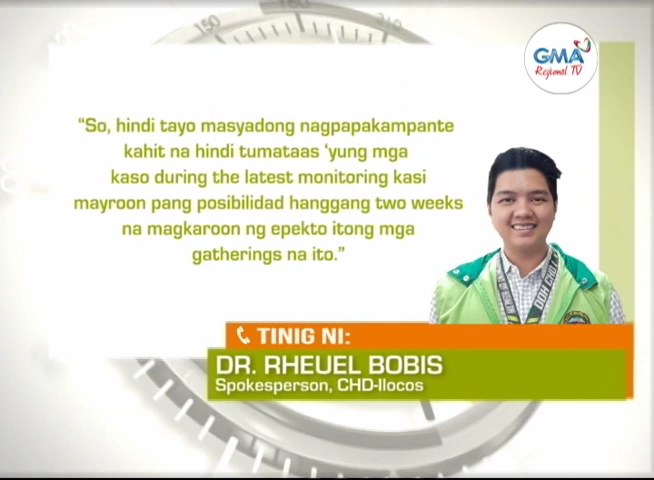 GMA
Regional TV
“So, hindi tayo masyadong nagpapakampante
kahit na hindi tumataas ‘yung mga
kaso during the latest monitoring kasi
mayroon pang posibilidad hanggang two weeks
na magkaroon ng epekto itong mga
gatherings na ito.”
TINIG NI:
DR. RHEUEL BOBIS
Spokesperson, CHD-Ilocos